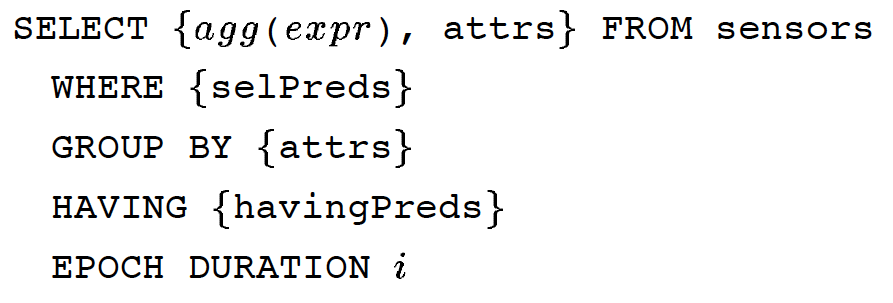 SELECT {agg(expr), attrs} FROM sensors
WHERE {selPreds}
GROUP BY {attrs}
HAVING {havingPreds}
EPOCH DURATION i